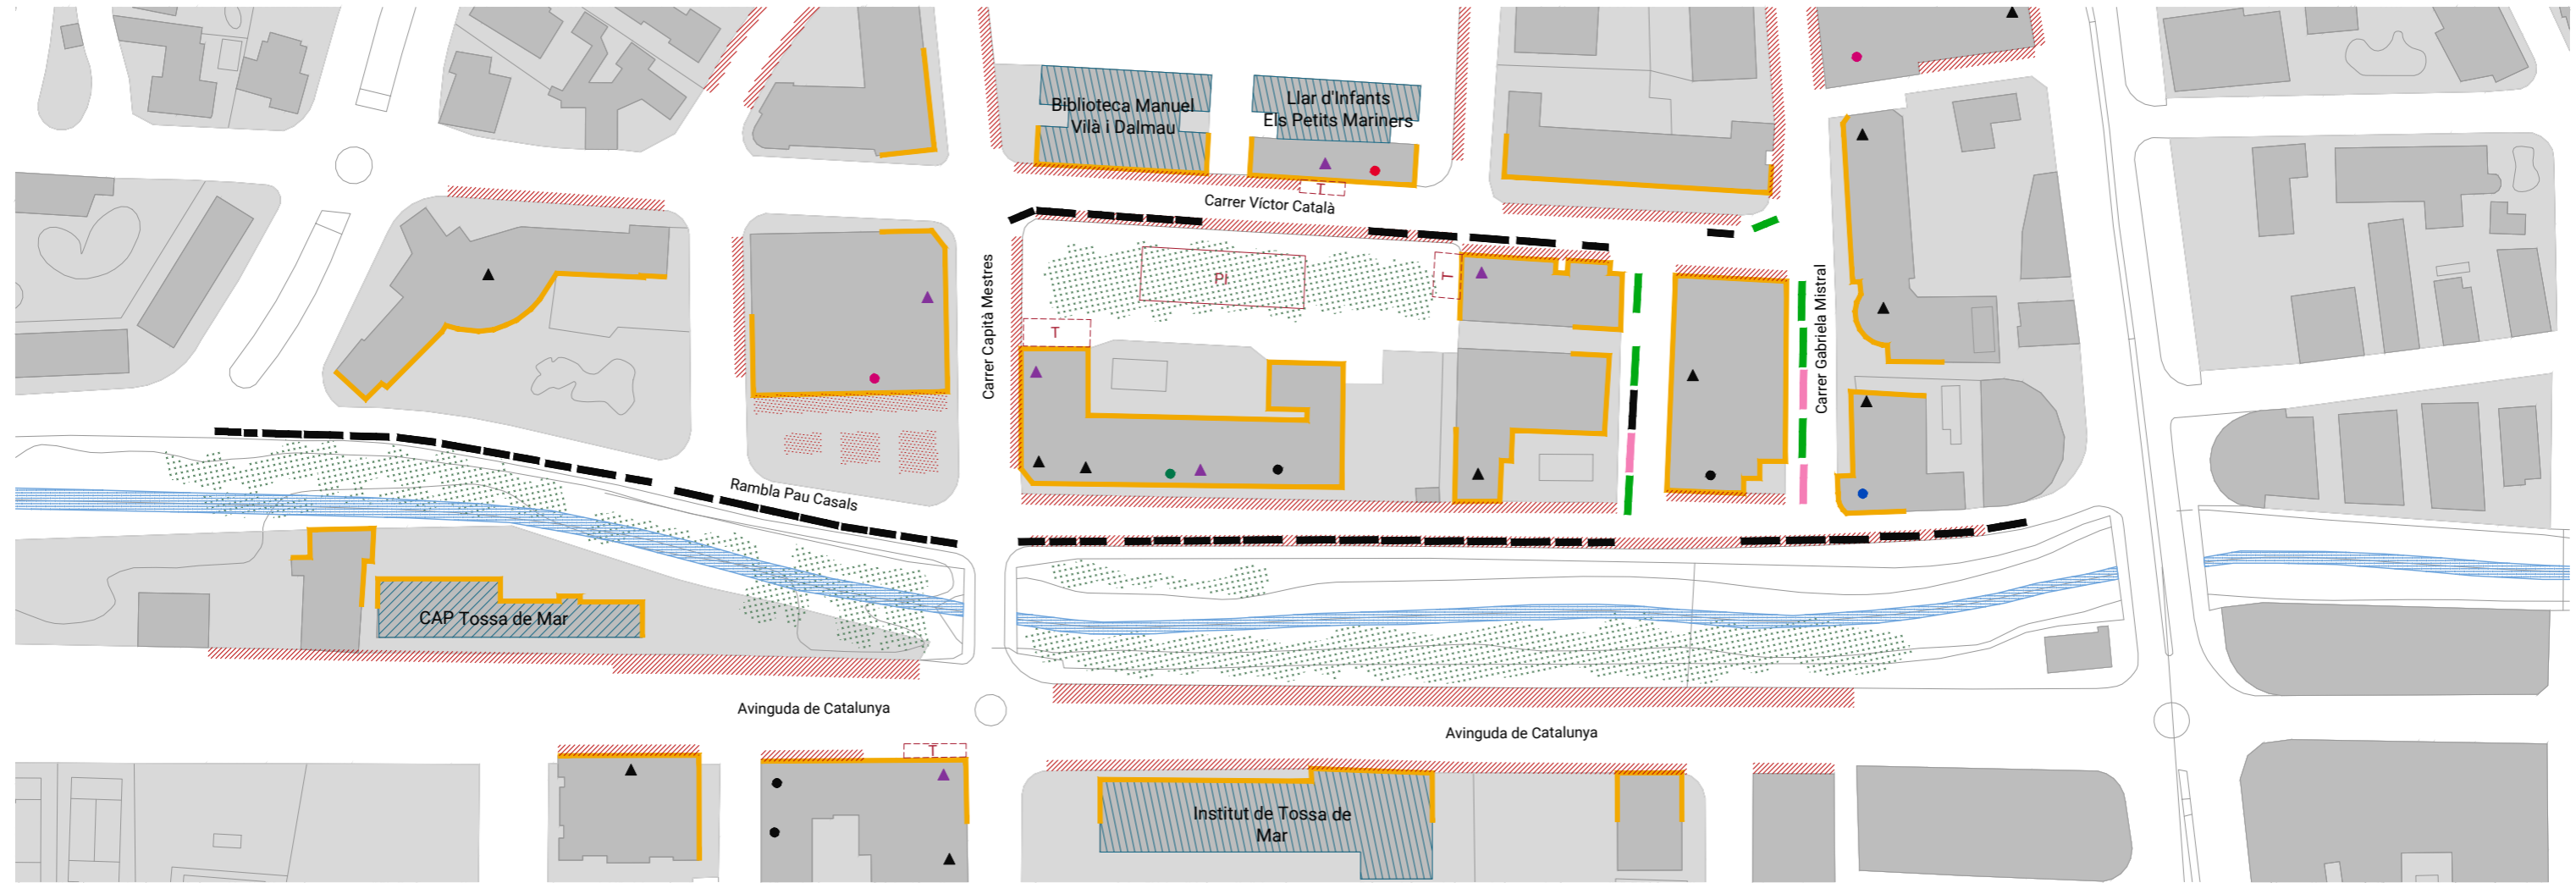 Biblioteca Manuel
Vilà i Dalmau
Llar d'Infants
Els Petits Mariners
T
Carrer Víctor Català
Carrer Capità Mestres
PI
T
T
Carrer Gabriela Mistral
Rambla Pau Casals
CAP Tossa de Mar
Avinguda de Catalunya
Avinguda de Catalunya
T
Institut de Tossa de
Mar